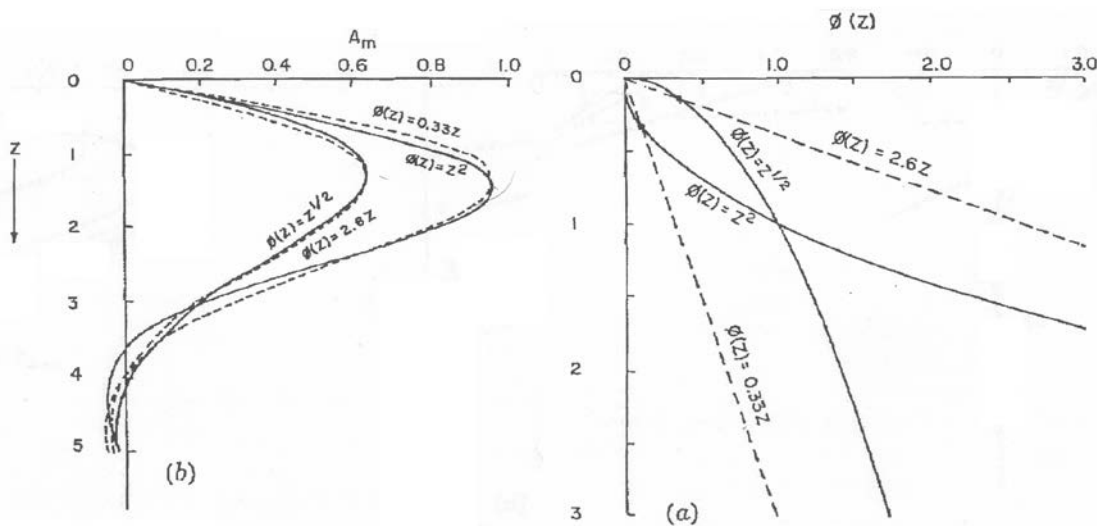 A_m
0 0.2 0.4 0.6 0.8 1.0
0
1
2
3
4
5
Z
Ø(Z)=0.33Z
Ø(Z)=Z^2
Ø(Z)=Z^{1/2}
Ø(Z)=2.6Z
(b)
Ø(Z)
0 1.0 2.0 3.0
0
1
2
3
Ø(Z)=2.6Z
Ø(Z)=Z^{1/2}
Ø(Z)=Z^2
Ø(Z)=0.33Z
(a)